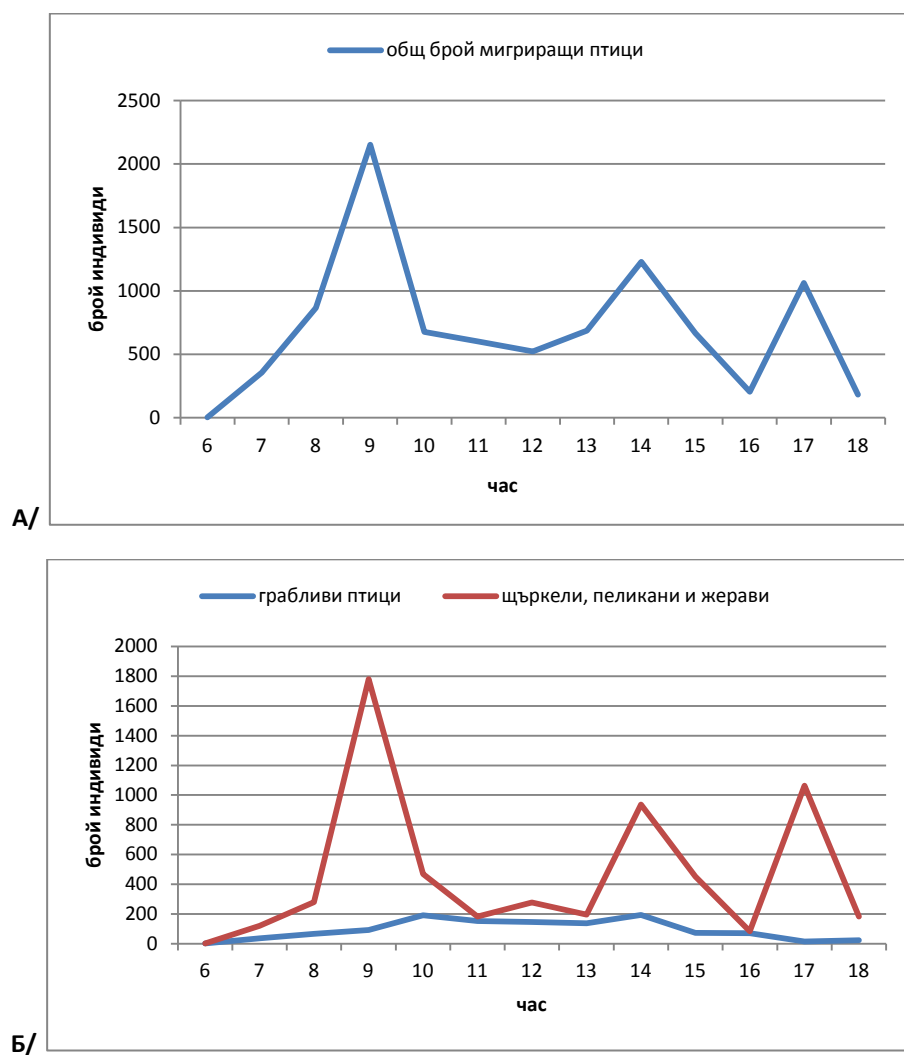 общ брой мигриращи птици
2500
2000
1500
1000
500
0
брой индивиди
6 7 8 9 10 11 12 13 14 15 16 17 18
час
А/
грабливи птици щъркели, пеликани и жерави
2000
1800
1600
1400
1200
1000
800
600
400
200
0
брой индивиди
6 7 8 9 10 11 12 13 14 15 16 17 18
час
Б/